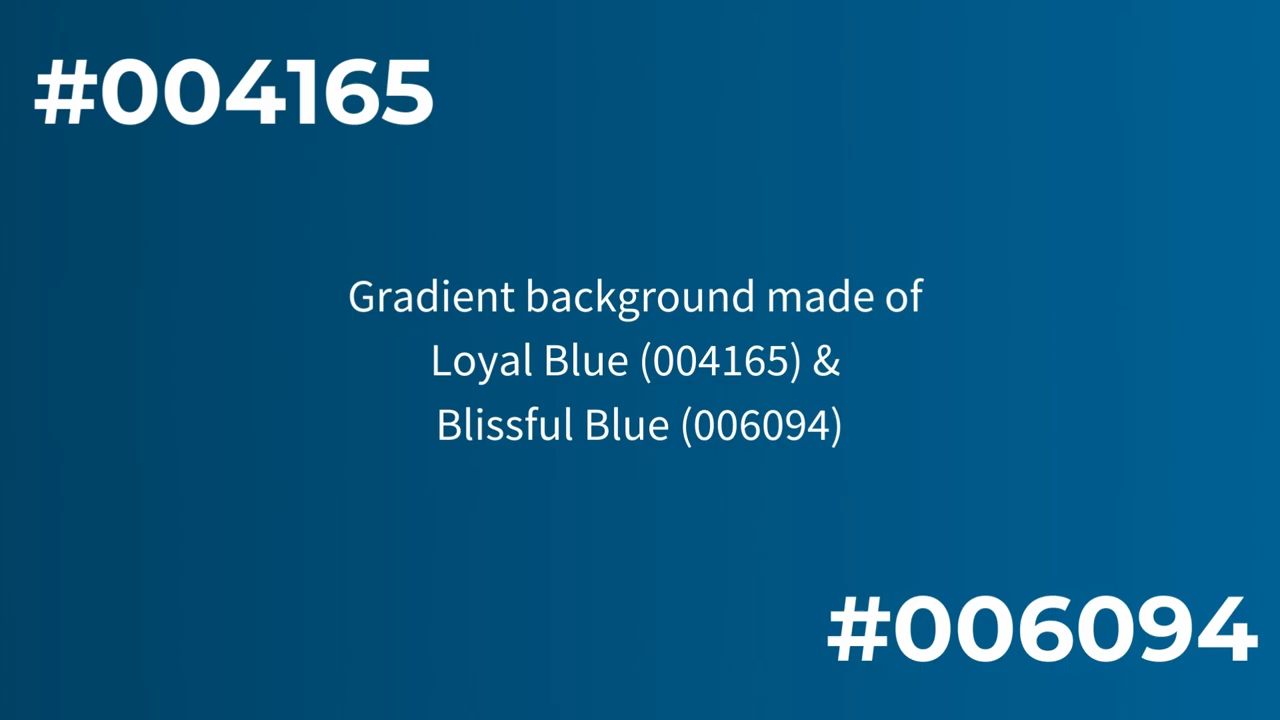 #004165
Gradient background made of
Loyal Blue (004165) &
Blissful Blue (006094)
#006094